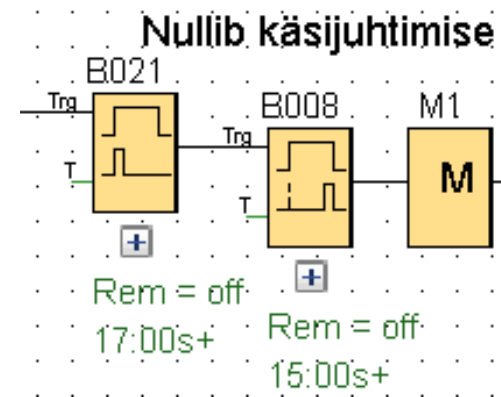 Nullib käsijuhtimise
B021
Trg
T
Rem = off
17:00s+
B008
Trg
T
Rem = off
15:00s+
M1
M